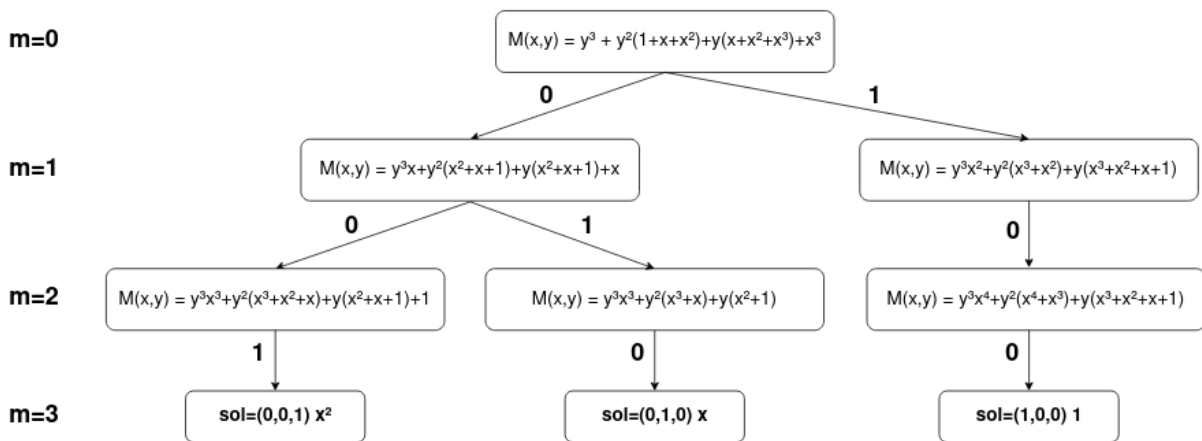 m=0
M(x,y) = y³ + y²(1+x+x²)+y(x+x²+x³)+x³
0
1
m=1
M(x,y) = y³x+y²(x²+x+1)+y(x²+x+1)+x
M(x,y) = y³x²+y²(x³+x²)+y(x³+x²+x+1)
0
1
0
m=2
M(x,y) = y³x³+y²(x³+x²+x)+y(x²+x+1)+1
M(x,y) = y³x³+y²(x³+x)+y(x²+1)
M(x,y) = y³x⁴+y²(x⁴+x³)+y(x³+x²+x+1)
1
0
0
m=3
sol=(0,0,1) x²
sol=(0,1,0) x
sol=(1,0,0) 1